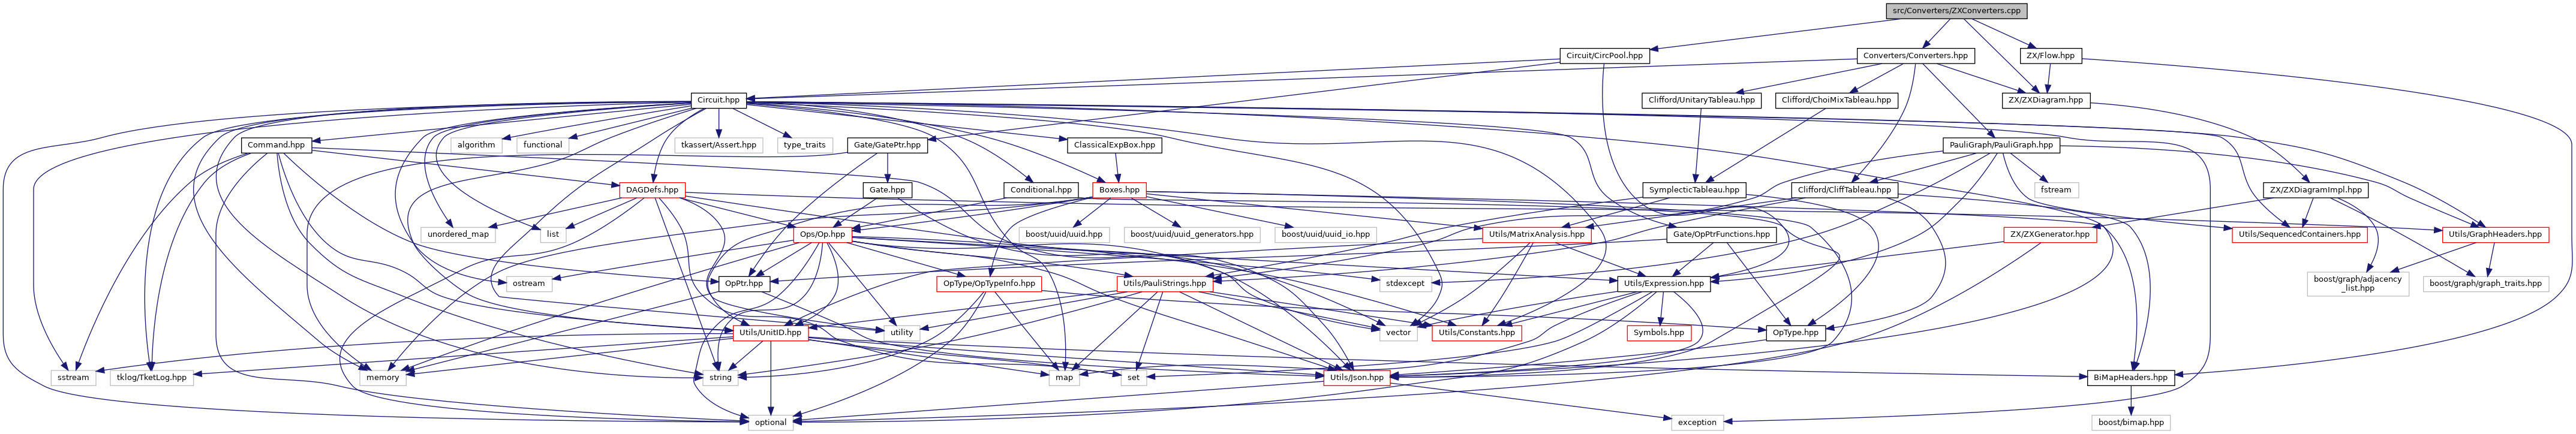 src/Converters/ZXConverters.cpp
Circuit/CircPool.hpp
Converters/Converters.hpp
ZX/Flow.hpp
Circuit.hpp
Clifford/UnitaryTableau.hpp
Clifford/ChoiMixTableau.hpp
ZX/ZXDiagram.hpp
Command.hpp
algorithm
functional
tkassert/Assert.hpp
type_traits
Gate/GatePtr.hpp
ClassicalExpBox.hpp
PauliGraph/PauliGraph.hpp
DAGDefs.hpp
Gate.hpp
Conditional.hpp
Boxes.hpp
SymplecticTableau.hpp
Clifford/CliffTableau.hpp
fstream
ZX/ZXDiagramImpl.hpp
unordered_map
list
Ops/Op.hpp
boost/uuid/uuid.hpp
boost/uuid/uuid_generators.hpp
boost/uuid/uuid_io.hpp
Utils/MatrixAnalysis.hpp
Gate/OpPtrFunctions.hpp
ZX/ZXGenerator.hpp
Utils/SequencedContainers.hpp
Utils/GraphHeaders.hpp
ostream
OpPtr.hpp
OpType/OpTypeInfo.hpp
Utils/PauliStrings.hpp
stdexcept
Utils/Expression.hpp
boost/graph/adjacency
_list.hpp
boost/graph/graph_traits.hpp
Utils/UnitID.hpp
utility
vector
Utils/Constants.hpp
Symbols.hpp
OpType.hpp
sstream
tklog/TketLog.hpp
memory
string
map
set
Utils/Json.hpp
BiMapHeaders.hpp
optional
exception
boost/bimap.hpp